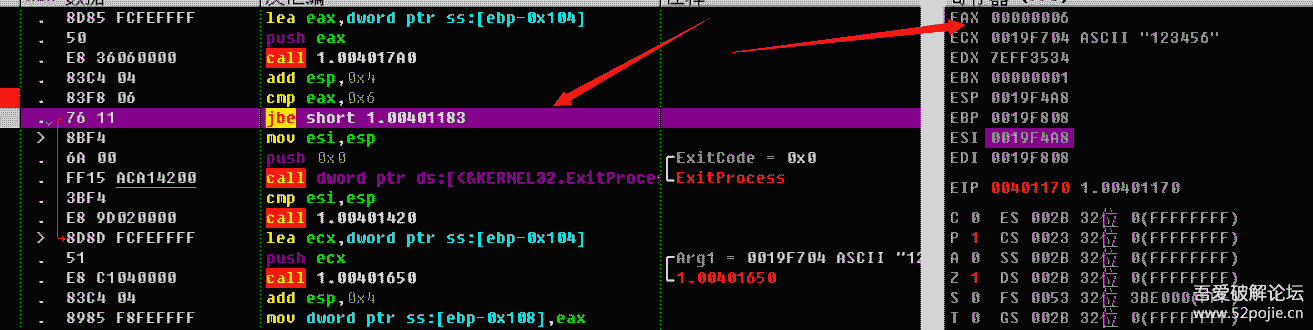 8D85 FCFEFFFF lea eax,dword ptr ss:[ebp-0x104] EAX 00000006
. 50 push eax ECX 0019F704 ASCII "123456"
. E8 36060000 call 1.004017A0 EDX 7EFF3534
. 83C4 04 add esp,0x4 EBX 00000001
. 83F8 06 cmp eax,0x6 ESP 0019F4A8
. 76 11 jbe short 1.00401183 EBP 0019F808
> 8BF4 mov esi,esp ESI 0019F4A8
. 6A 00 push 0x0 ExitCode = 0x0 EDI 0019F808
. FF15 ACA14200 call dword ptr ds:[<&KERNEL32.ExitProce ExitProcess
EIP 00401170 1.00401170
. 3BF4 cmp esi,esp
. E8 9D020000 call 1.00401420 C 0 ES 002B 32位 0(FFFFFFFF)
> 8D8D FCFEFFFF lea ecx,dword ptr ss:[ebp-0x104] P 1 CS 0023 32位 0(FFFFFFFF)
. 51 push ecx Arg1 = 0019F704 ASCII "12 A 0 SS 002B 32位 0(FFFFFFFF)
. E8 C1040000 call 1.00401650 1.00401650 Z 1 DS 002B 32位 0(FFFFFFFF)
. 83C4 04 add esp,0x4 S 0 FS 0053 32位 3BE000(FFF)
. 8985 F8FEFFFF mov dword ptr ss:[ebp-0x108],eax T 0 GS 002B 32位 0(FFFFFFFF)
吾爱破解论坛
www.52pojie.cn